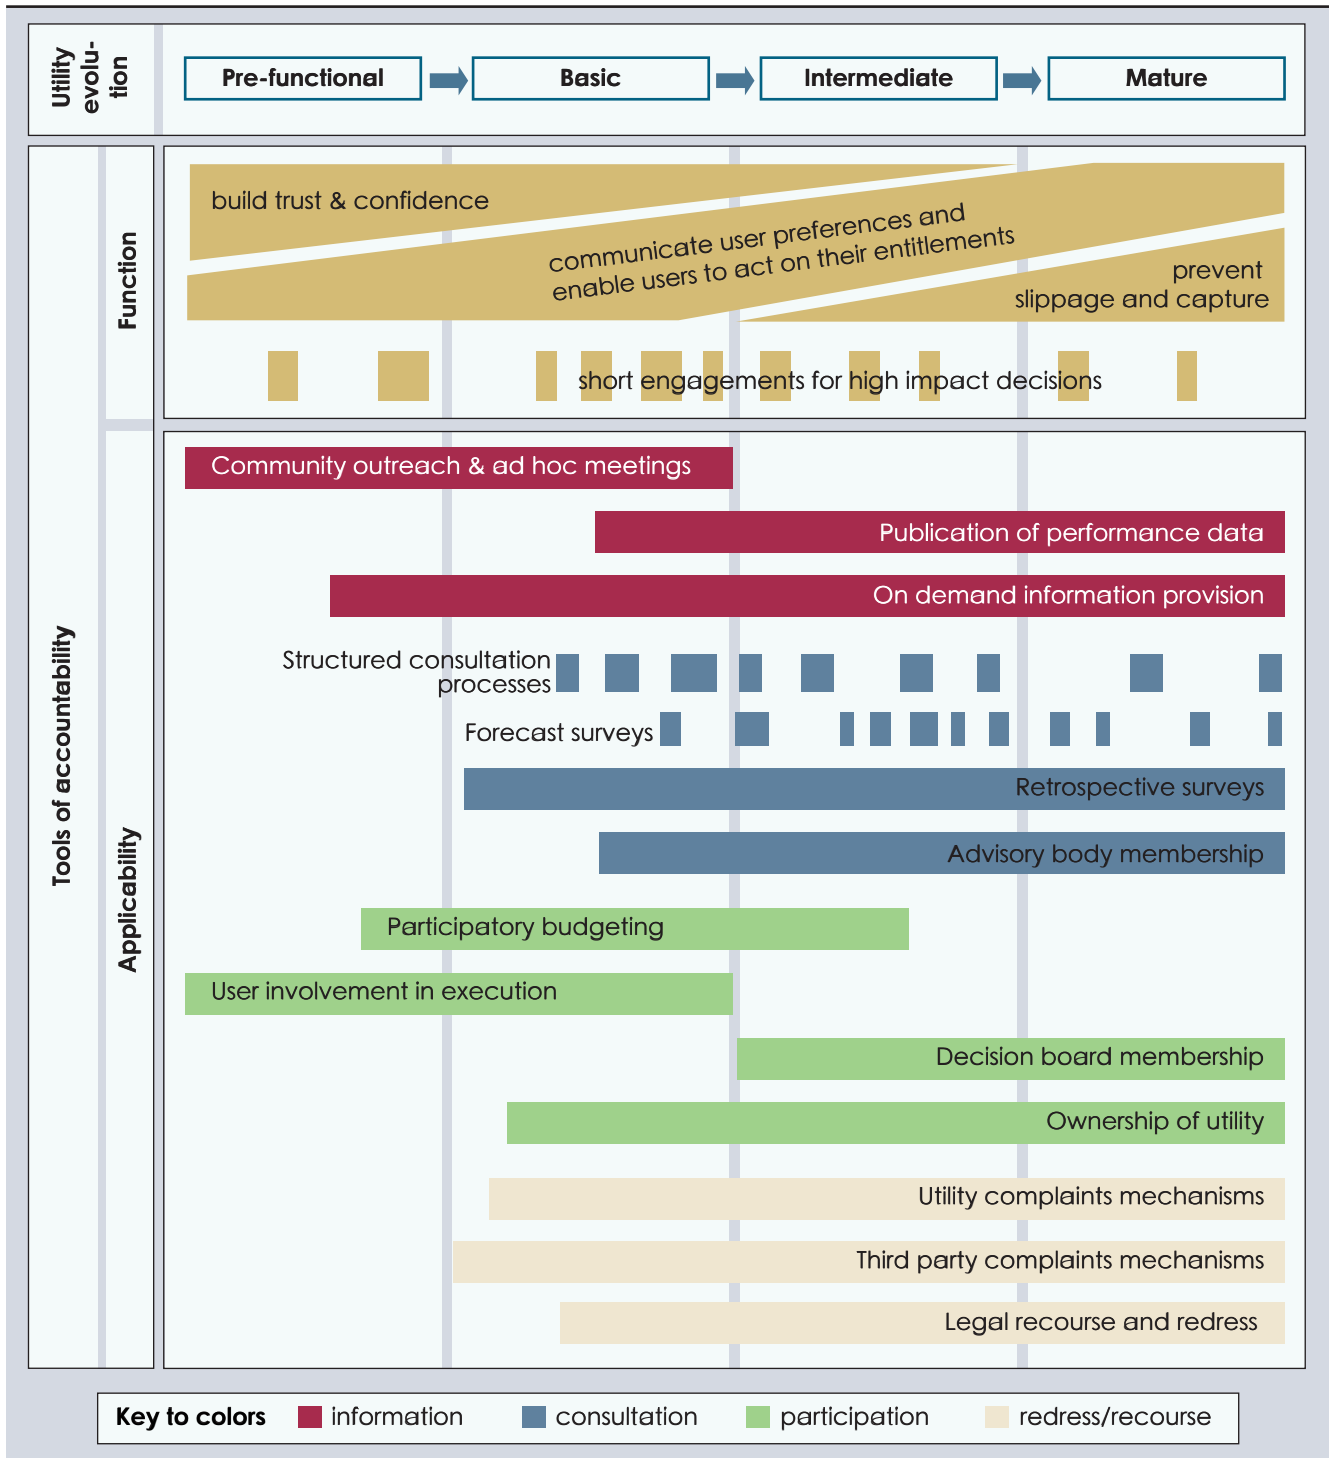 Utility
evolu-
tion
Pre-functional
Basic
Intermediate
Mature
Tools of accountability
Function
build trust & confidence
communicate user preferences and
enable users to act on their entitlements
prevent
slippage and capture
short engagements for high impact decisions
Applicability
Community outreach & ad hoc meetings
Publication of performance data
On demand information provision
Structured consultation
processes
Forecast surveys
Retrospective surveys
Advisory body membership
Participatory budgeting
User involvement in execution
Decision board membership
Ownership of utility
Utility complaints mechanisms
Third party complaints mechanisms
Legal recourse and redress
Key to colors
information
consultation
participation
redress/recourse